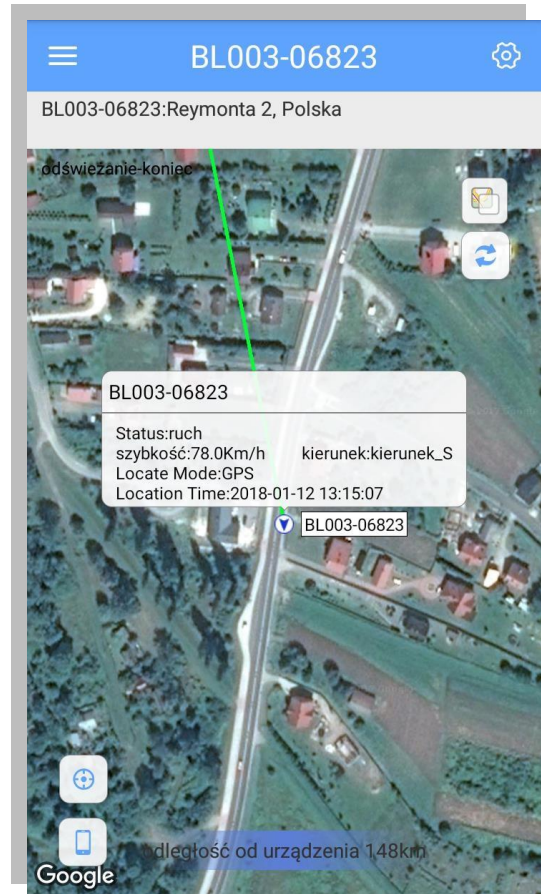 BL003-06823
BL003-06823:Reymonta 2, Polska
odświeżanie-koniec
BL003-06823
Status:ruch
szybkość:78.0Km/h kierunek:kierunek_S
Locate Mode:GPS
Location Time:2018-01-12 13:15:07
BL003-06823
odległość od urządzenia 148km
Google